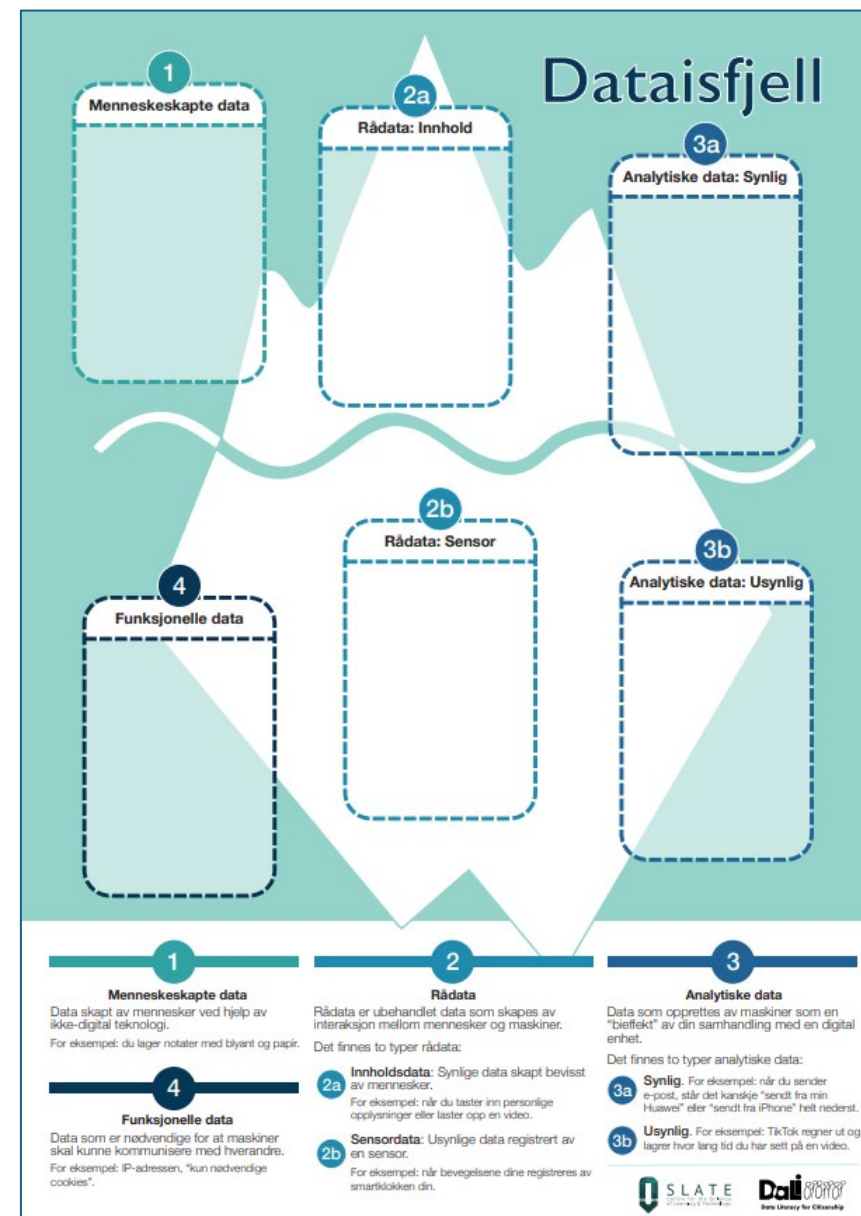 Dataisfjell
1
Menneskeskapte data
2a
Rådata: Innhold
3a
Analytiske data: Synlig
2b
Rådata: Sensor
3b
Analytiske data: Usynlig
4
Funksjonelle data
1
Menneskeskapte data
Data skapt av mennesker ved hjelp av
ikke-digital teknologi.
For eksempel: du lager notater med blyant og papir.
4
Funksjonelle data
Data som er nødvendige for at maskiner
skal kunne kommunisere med hverandre.
For eksempel: IP-adressen, “kun nødvendige
cookies”.
2
Rådata
Rådata er ubehandlet data som skapes av
interaksjon mellom mennesker og maskiner.
Det finnes to typer rådata:
2a
Innholdsdata: Synlige data skapt bevisst
av mennesker.
For eksempel: når du taster inn personlige
opplysninger eller laster opp en video.
2b
Sensordata: Usynlige data registrert av
en sensor.
For eksempel: når bevegelsene dine registreres av
smartklokken din.
3
Analytiske data
Data som opprettes av maskiner som en
“bieffekt” av din samhandling med en digital
enhet.
Det finnes to typer analytiske data:
3a
Synlig. For eksempel: når du sender
e-post, står det kanskje “sendt fra min
Huawei” eller “sendt fra iPhone” helt nederst.
3b
Usynlig. For eksempel: TikTok regner ut og
lagrer hvor lang tid du har sett på en video.
SLATE
Centre for the Science
of Learning & Technology
Dali
Data Literacy for Citizenship